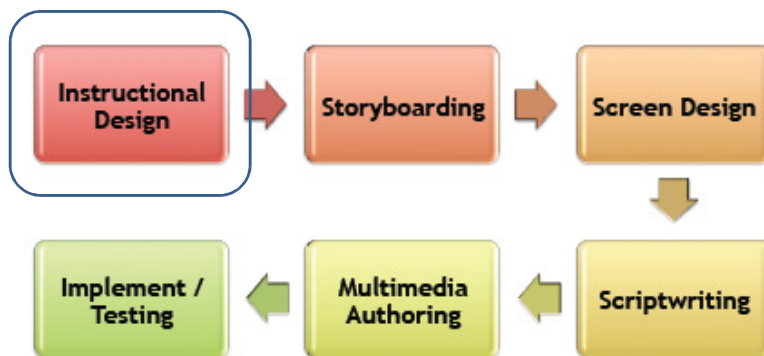 Instructional
Design
Storyboarding
Screen Design
Scriptwriting
Multimedia
Authoring
Implement /
Testing